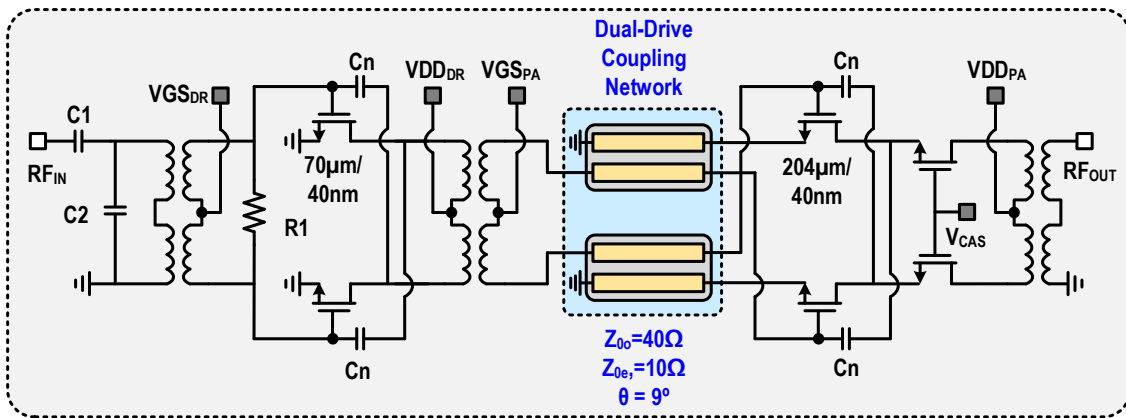 Dual-Drive
Coupling
Network
Cn
VDD_DR
VGS_PA
Cn
VDD_PA
VGS_DR
C1
RF_IN
70μm/
40nm
204μm/
40nm
RF_OUT
C2
R1
V_CAS
Cn
Cn
Z_0o=40Ω
Z_0e,=10Ω
θ = 9º